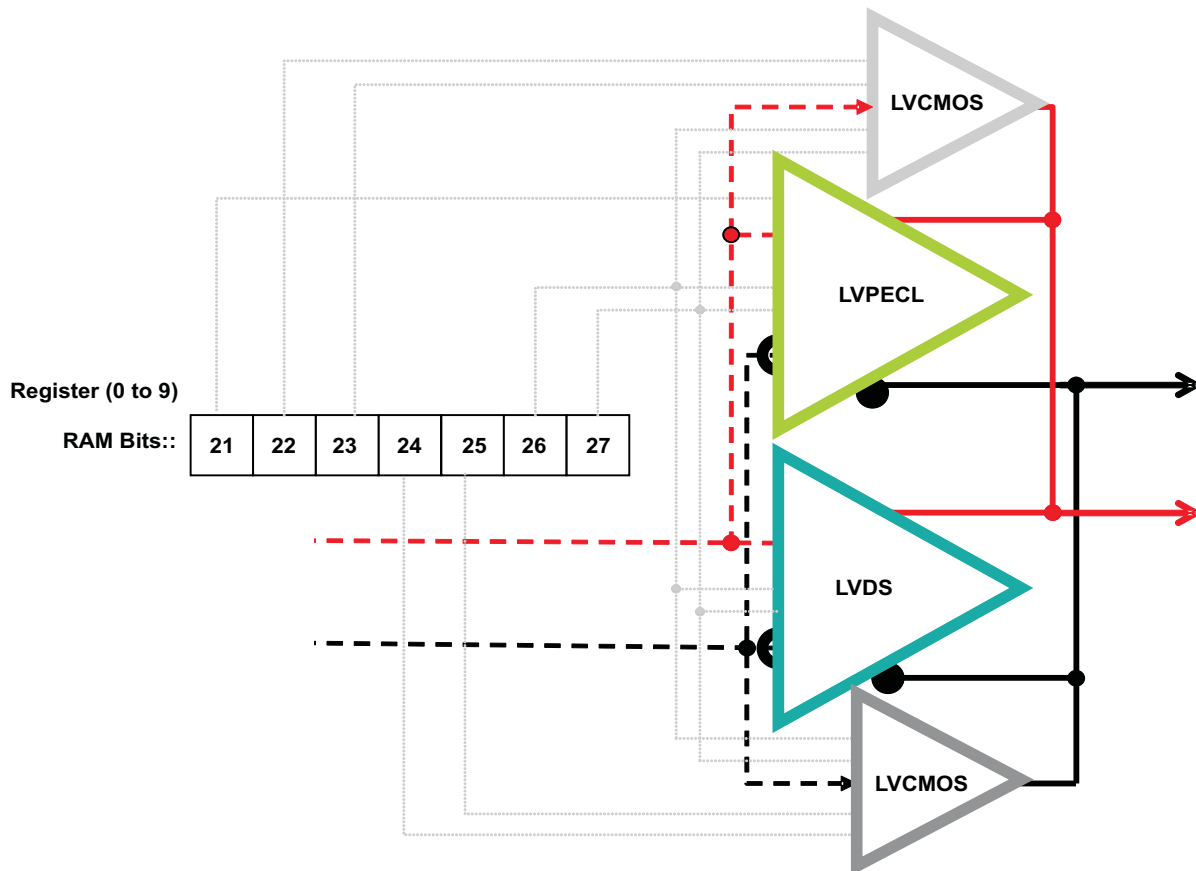 LVCMOS
LVPECL
Register (0 to 9)
RAM Bits::
21 22 23 24 25 26 27
LVDS
LVCMOS